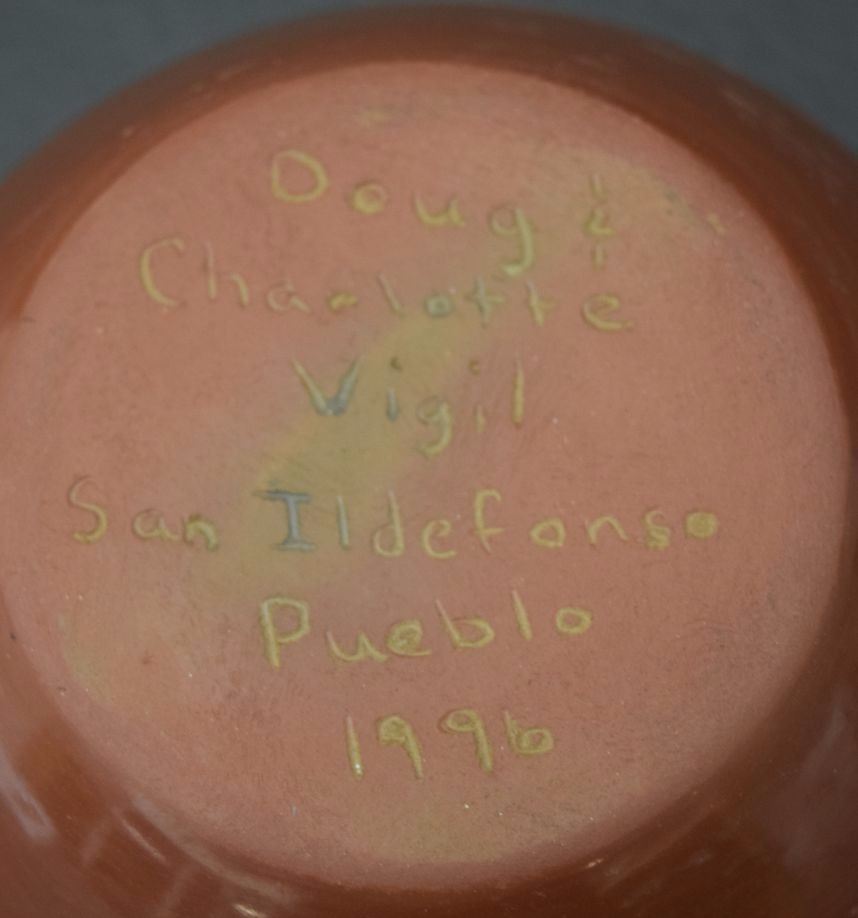 Doug &
Charlotte
Vigil
San Ildefonso
Pueblo
1996